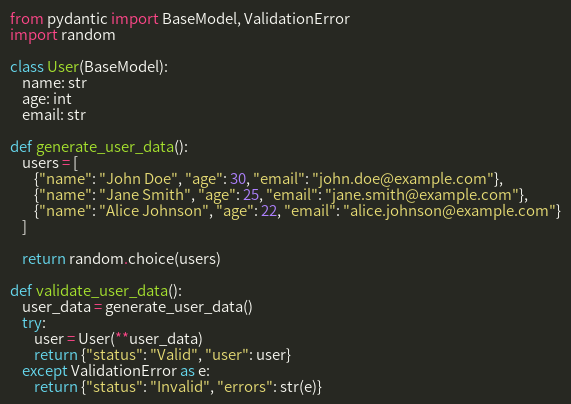 from pydantic import BaseModel, ValidationError
import random

class User(BaseModel):
    name: str
    age: int
    email: str

def generate_user_data():
    users = [
        {"name": "John Doe", "age": 30, "email": "john.doe@example.com"},
        {"name": "Jane Smith", "age": 25, "email": "jane.smith@example.com"},
        {"name": "Alice Johnson", "age": 22, "email": "alice.johnson@example.com"}
    ]

    return random.choice(users)

def validate_user_data():
    user_data = generate_user_data()
    try:
        user = User(**user_data)
        return {"status": "Valid", "user": user}
    except ValidationError as e:
        return {"status": "Invalid", "errors": str(e)}